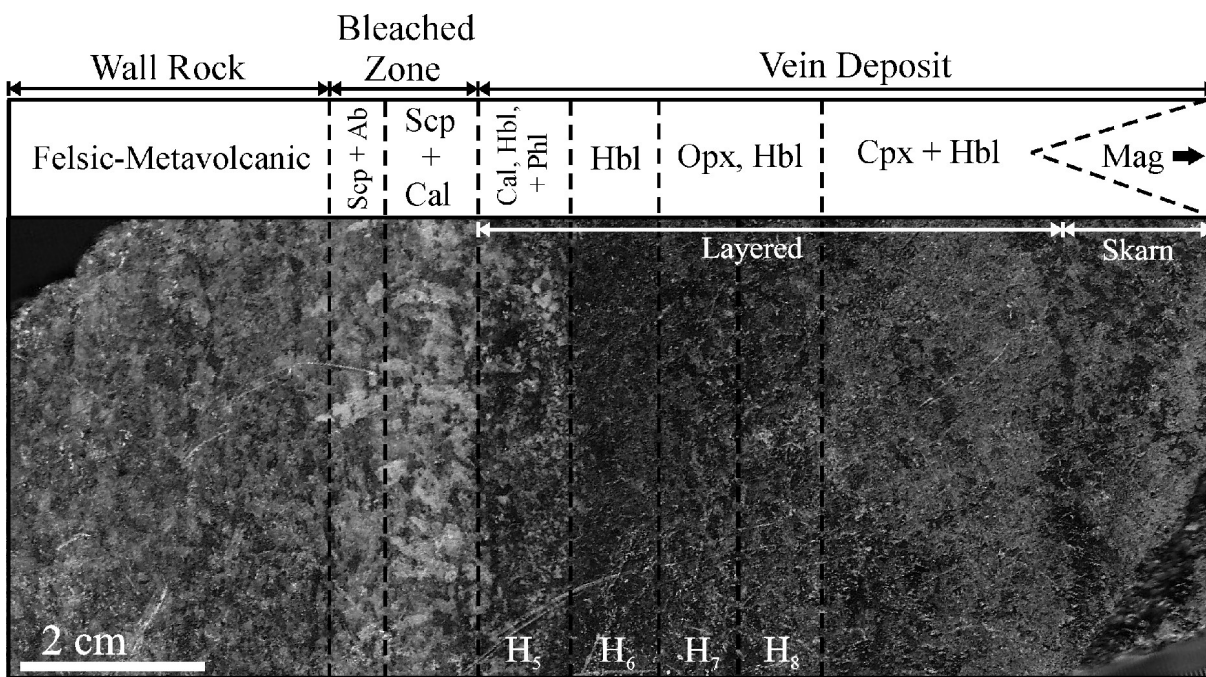 Wall Rock
Bleached
Zone
Vein Deposit
Felsic-Metavolcanic
Scp + Ab
Scp
+
Cal
Cal, Hbl,
+ Phl
Hbl
Opx, Hbl
Cpx + Hbl
Mag
Layered
Skarn
2 cm
H₅
H₆
H₇
H₈